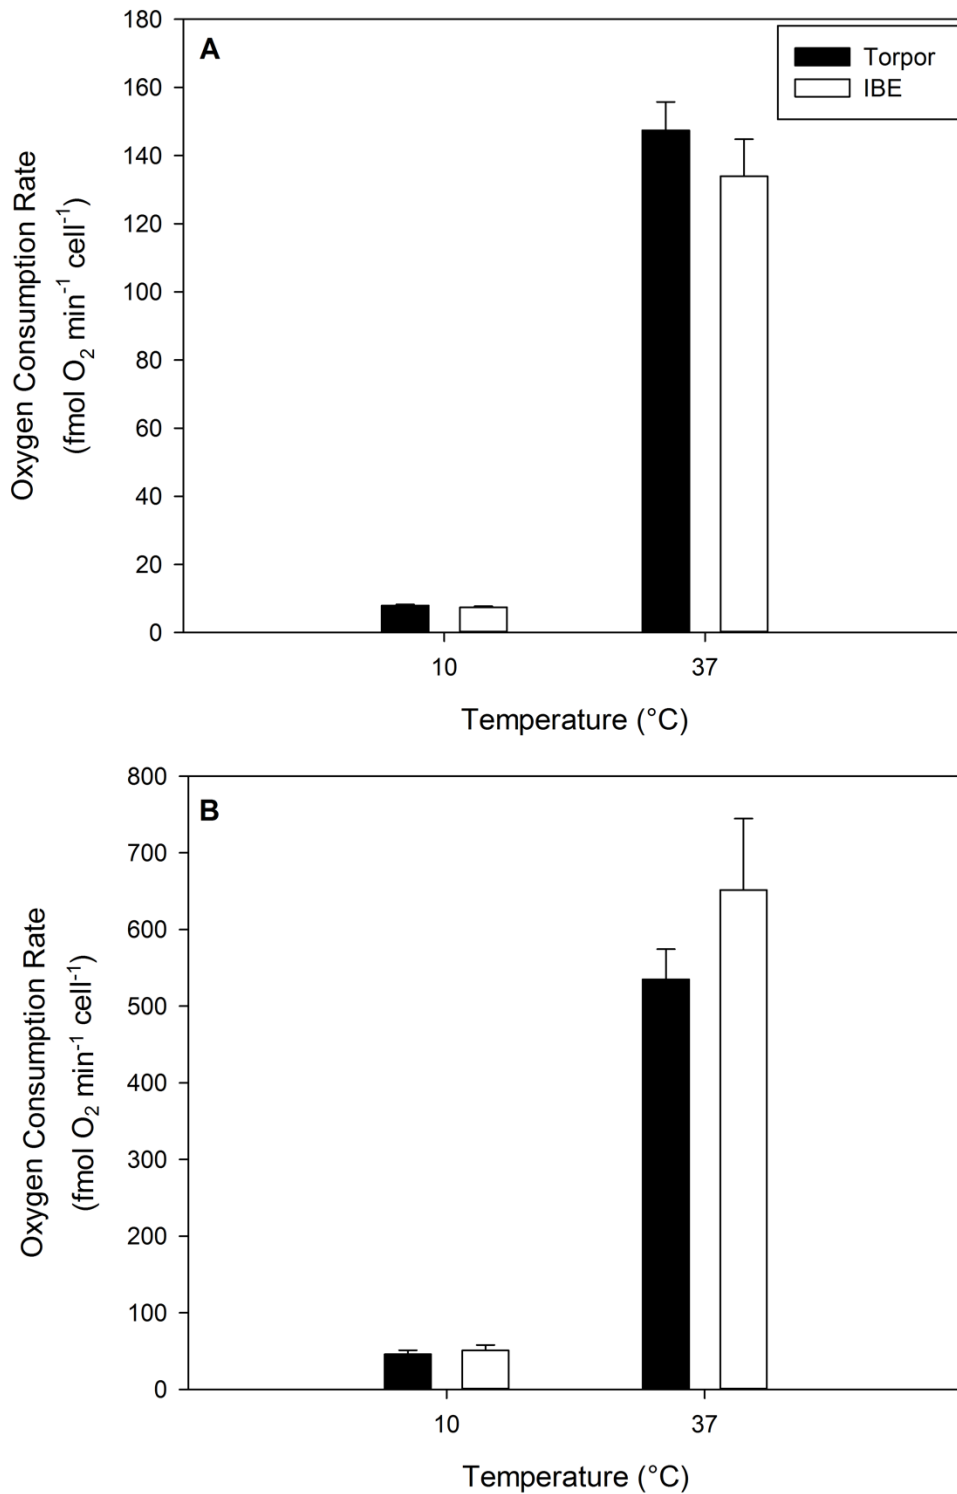 A
Torpor
IBE
180
160
140
120
100
80
60
40
20
0
Oxygen Consumption Rate
(fmol O₂ min⁻¹ cell⁻¹)
10 37
Temperature (°C)
B
800
700
600
500
400
300
200
100
0
Oxygen Consumption Rate
(fmol O₂ min⁻¹ cell⁻¹)
10 37
Temperature (°C)